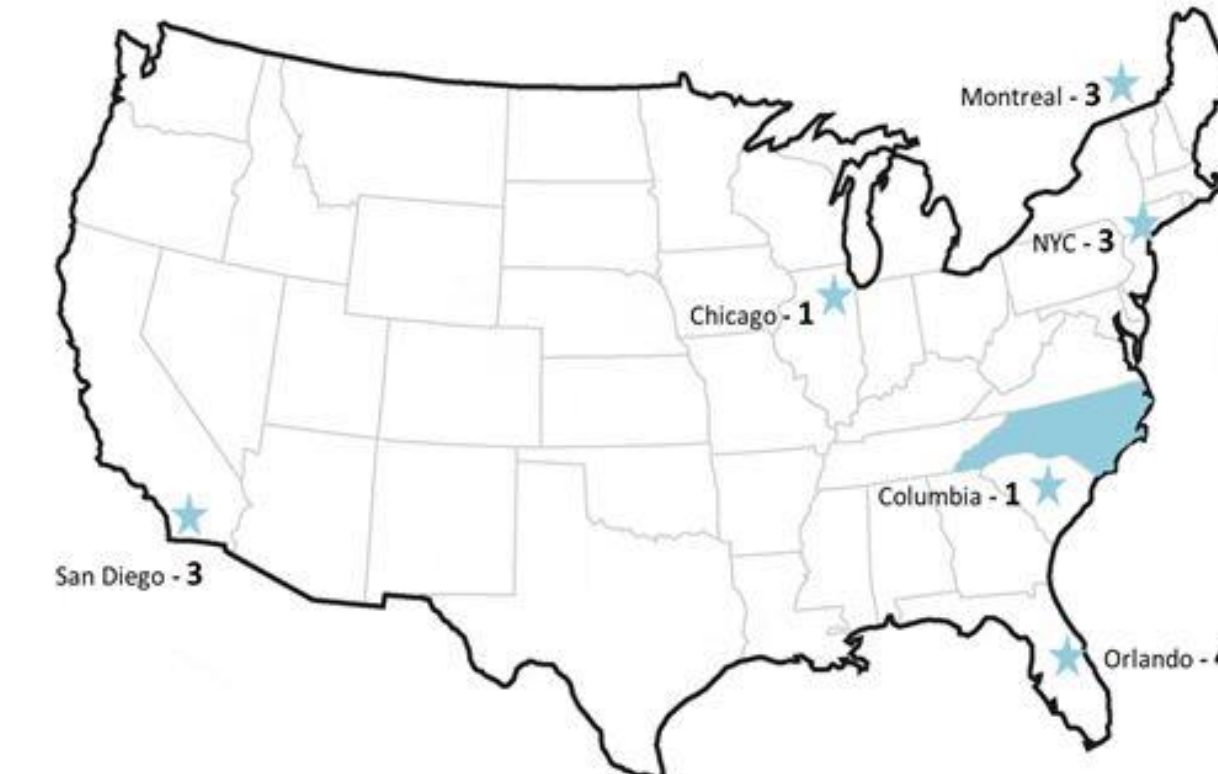 Montreal - 3
NYC - 3
Chicago - 1
Columbia - 1
San Diego - 3
Orlando -